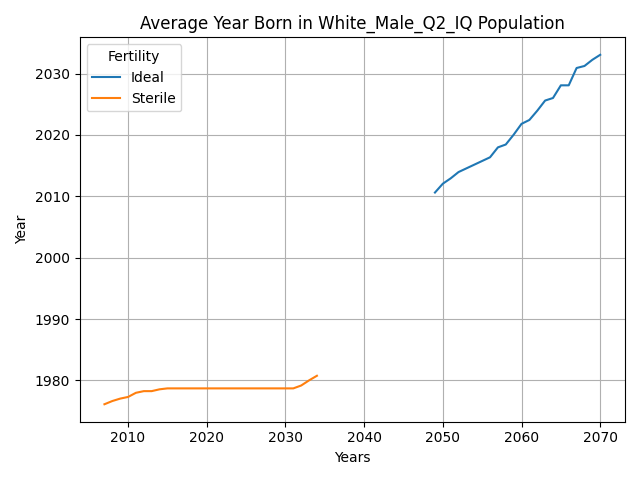 Average Year Born in White_Male_Q2_IQ Population
Fertility
Ideal
Sterile
2030
2020
2010
2000
1990
1980
Year
2010 2020 2030 2040 2050 2060 2070
Years